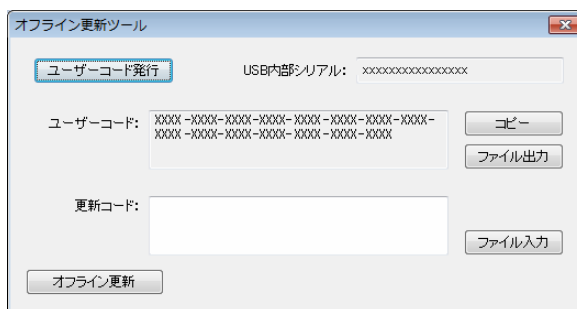 オフライン更新ツール
ユーザーコード発行
USB内部シリアル: xxxxxxxxxxxxxxxx
ユーザーコード: XXXX-XXXX-XXXX-XXXX-XXXX-XXXX-XXXX-XXXX-
XXXX-XXXX-XXXX-XXXX-XXXX-XXXX-XXXX
コピー
ファイル出力
更新コード:
ファイル入力
オフライン更新